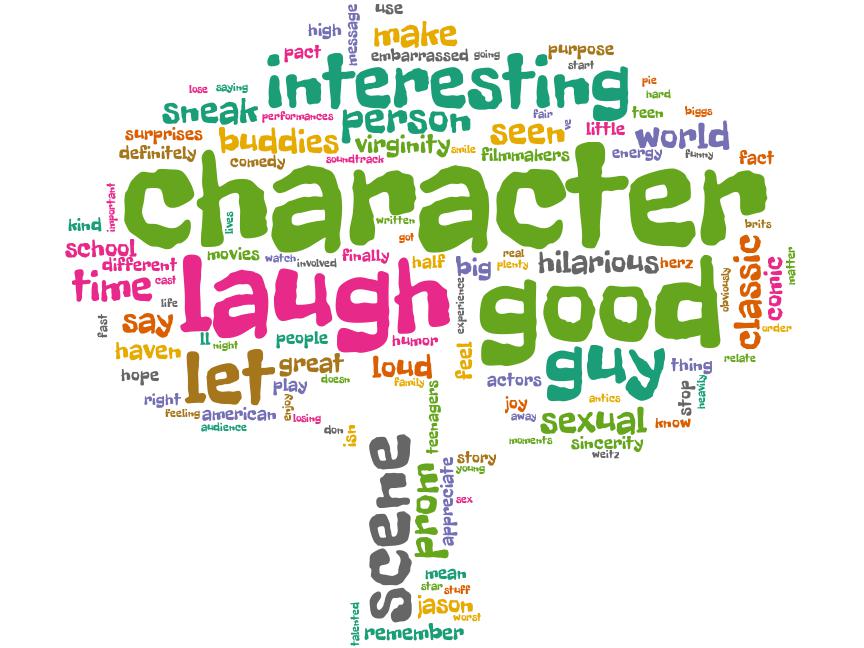 use
high
message
make
pact
embarrassed
going
purpose
start
interesting
lose
saying
pie
hard
sneak
performances
person
fair
ve
teen
biggs
surprises
buddies
virginity
smile
seen
little
world
definitely
comedy
soundtrack
filmmakers
energy
funny
fact
character
important
kind
lives
written
got
brits
school
different
movies
watch
involved
finally
half
big
real
plenty
hilarious
herz
classic
comic
matter
obviously
order
time
cast
life
laugh
good
experience
fast
say
ll
night
people
humor
haven
let
great
loud
feel
guy
thing
relate
hope
play
doesn
family
actors
stop
heavily
right
feeling
american
enjoy
losing
audience
don
isn
teenagers
joy
away
antics
sexual
know
moments
sincerity
weitz
scene
prom
appreciate
story
young
sex
mean
star
stuff
jason
worst
talented
remember